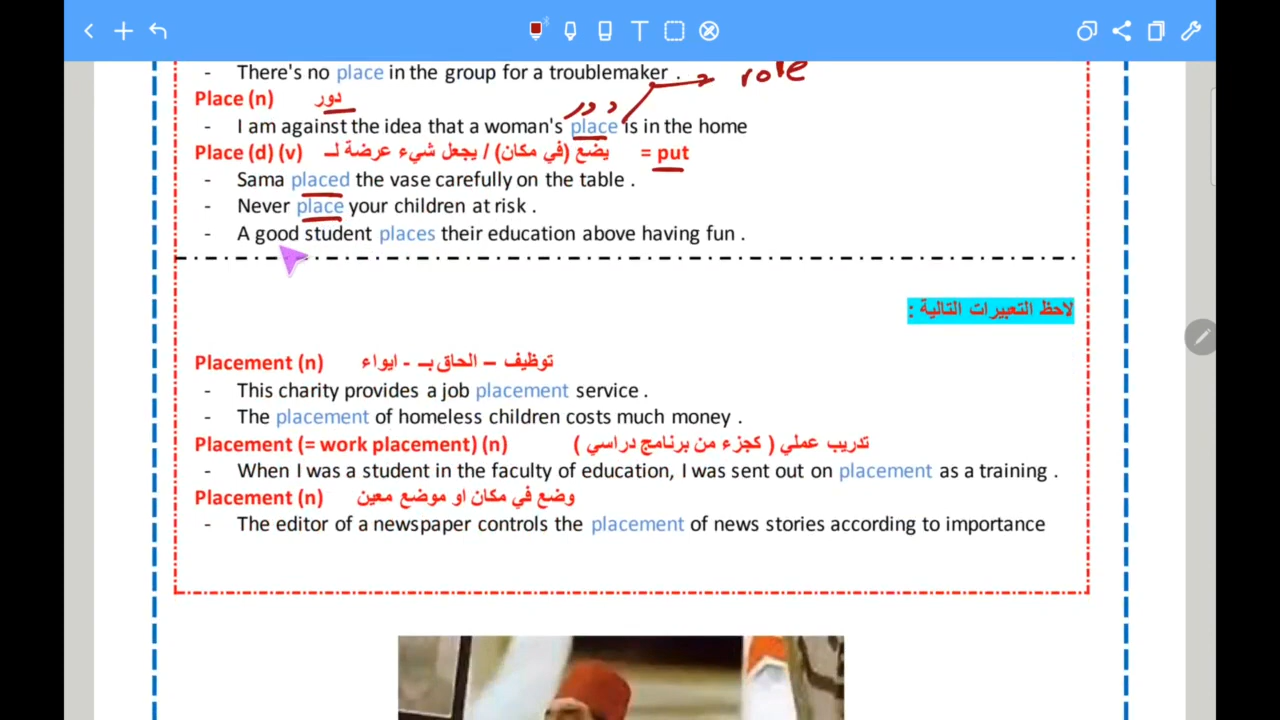 - There's no place in the group for a troublemaker . role
Place (n) دور
دور
- I am against the idea that a woman's place is in the home
Place (d) (v) يضع (في مكان) / يجعل شيء عرضة لــ = put
- Sama placed the vase carefully on the table .
- Never place your children at risk .
- A good student places their education above having fun .
لاحظ التعبيرات التالية :
Placement (n) توظيف – الحاق بــ - ايواء
- This charity provides a job placement service .
- The placement of homeless children costs much money .
Placement (= work placement) (n) تدريب عملي ( كجزء من برنامج دراسي )
- When I was a student in the faculty of education, I was sent out on placement as a training .
Placement (n) وضع في مكان او موضع معين
- The editor of a newspaper controls the placement of news stories according to importance